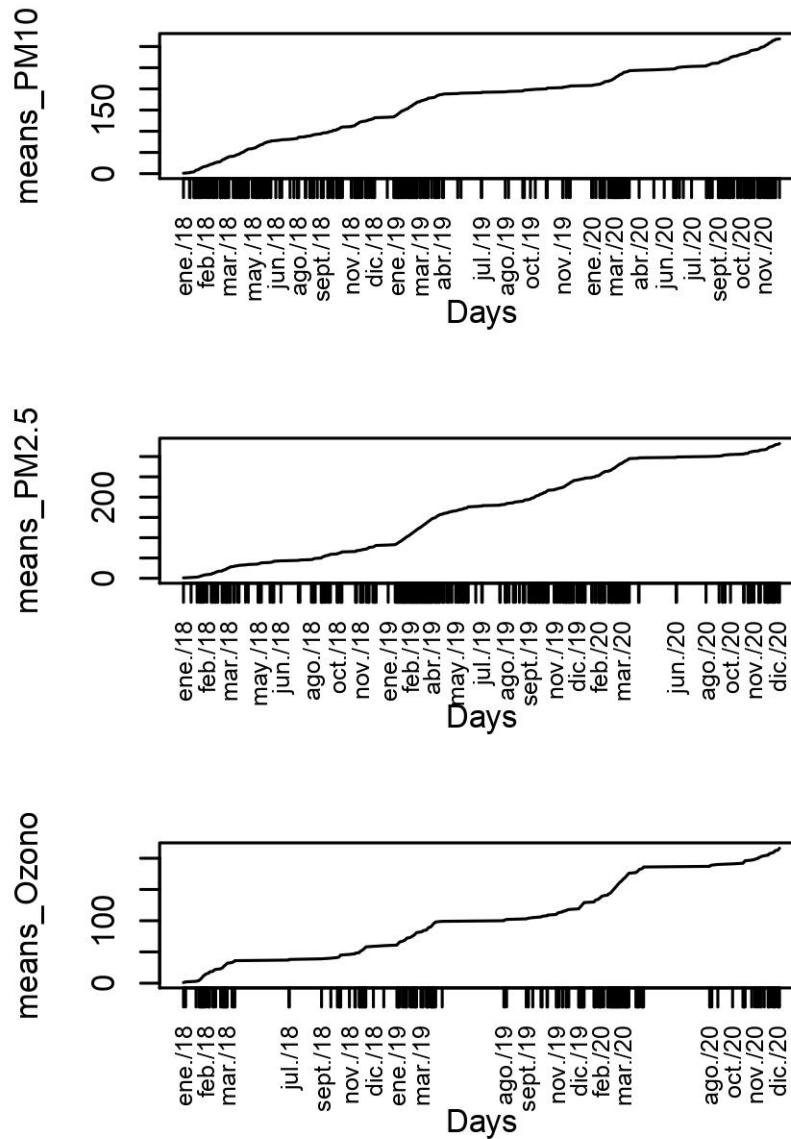 means_PM10
0
150
ene./18
feb./18
mar./18
may./18
jun./18
ago./18
sept./18
nov./18
dic./18
ene./19
mar./19
abr./19
jul./19
ago./19
oct./19
nov./19
ene./20
mar./20
abr./20
jun./20
jul./20
sept./20
oct./20
nov./20
Days
means_PM2.5
0
200
ene./18
feb./18
mar./18
may./18
jun./18
ago./18
oct./18
nov./18
ene./19
feb./19
abr./19
may./19
jul./19
ago./19
sept./19
nov./19
dic./19
feb./20
mar./20
jun./20
ago./20
oct./20
nov./20
dic./20
Days
means_Ozono
0
100
ene./18
feb./18
mar./18
jul./18
sept./18
nov./18
dic./18
ene./19
mar./19
ago./19
sept./19
nov./19
dic./19
feb./20
mar./20
ago./20
oct./20
nov./20
dic./20
Days